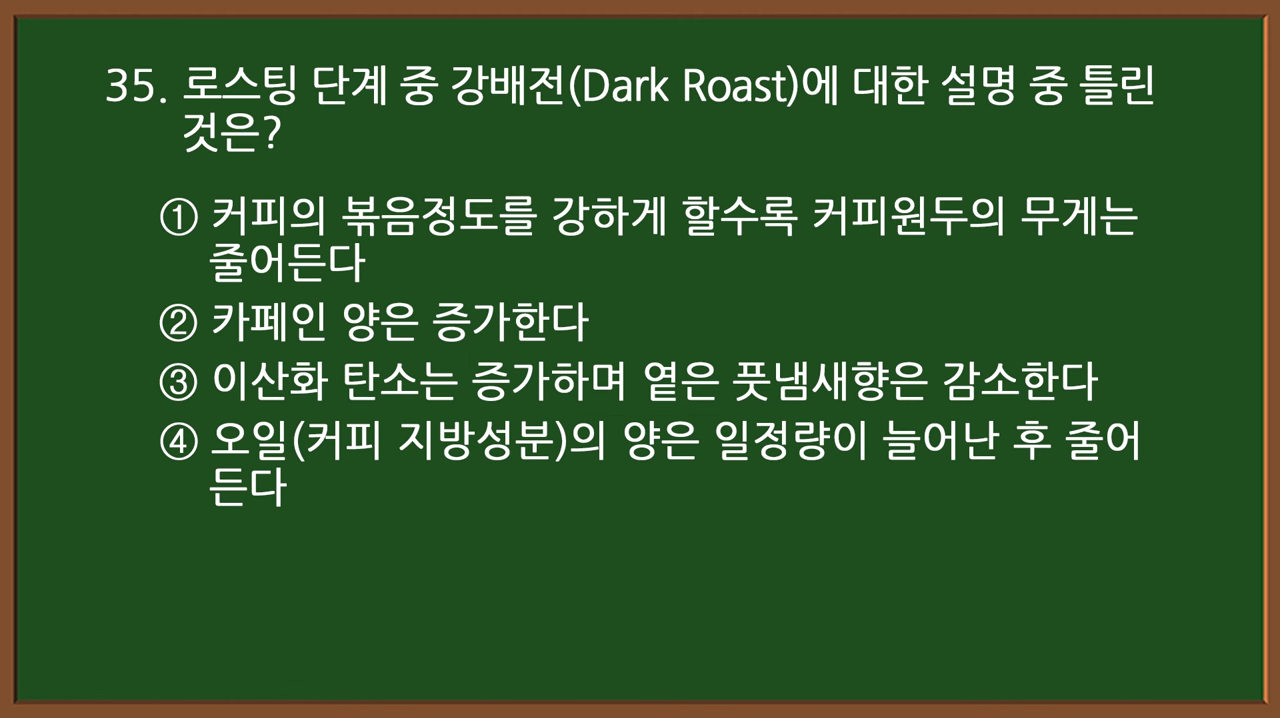 35. 로스팅 단계 중 강배전(Dark Roast)에 대한 설명 중 틀린
것은?
① 커피의 볶음정도를 강하게 할수록 커피원두의 무게는
줄어든다
② 카페인 양은 증가한다
③ 이산화 탄소는 증가하며 옅은 풋냄새향은 감소한다
④ 오일(커피 지방성분)의 양은 일정량이 늘어난 후 줄어
든다